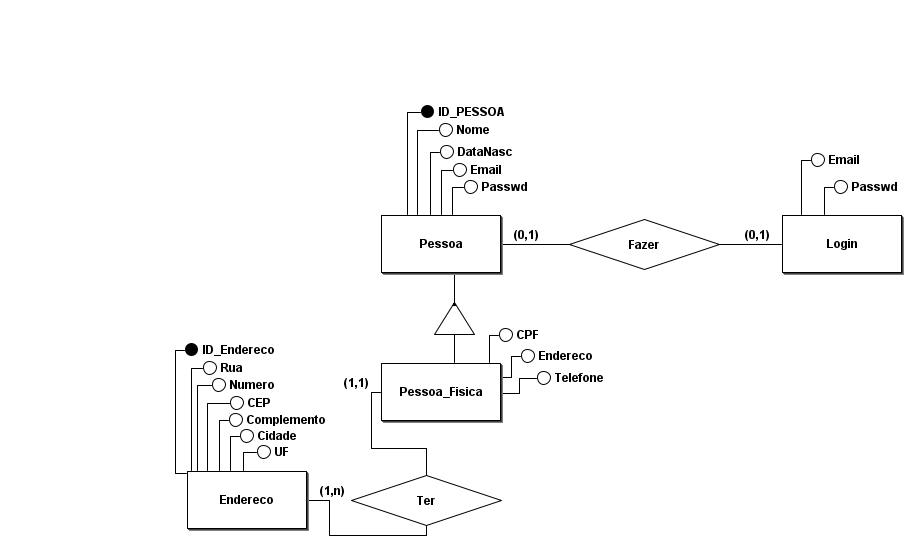 ID_PESSOA
Nome
DataNasc
Email
Passwd
Email
Passwd
Pessoa
(0,1)
Fazer
(0,1)
Login
CPF
Endereco
Telefone
(1,1)
Pessoa_Fisica
ID_Endereco
Rua
Numero
CEP
Complemento
Cidade
UF
Endereco
(1,n)
Ter